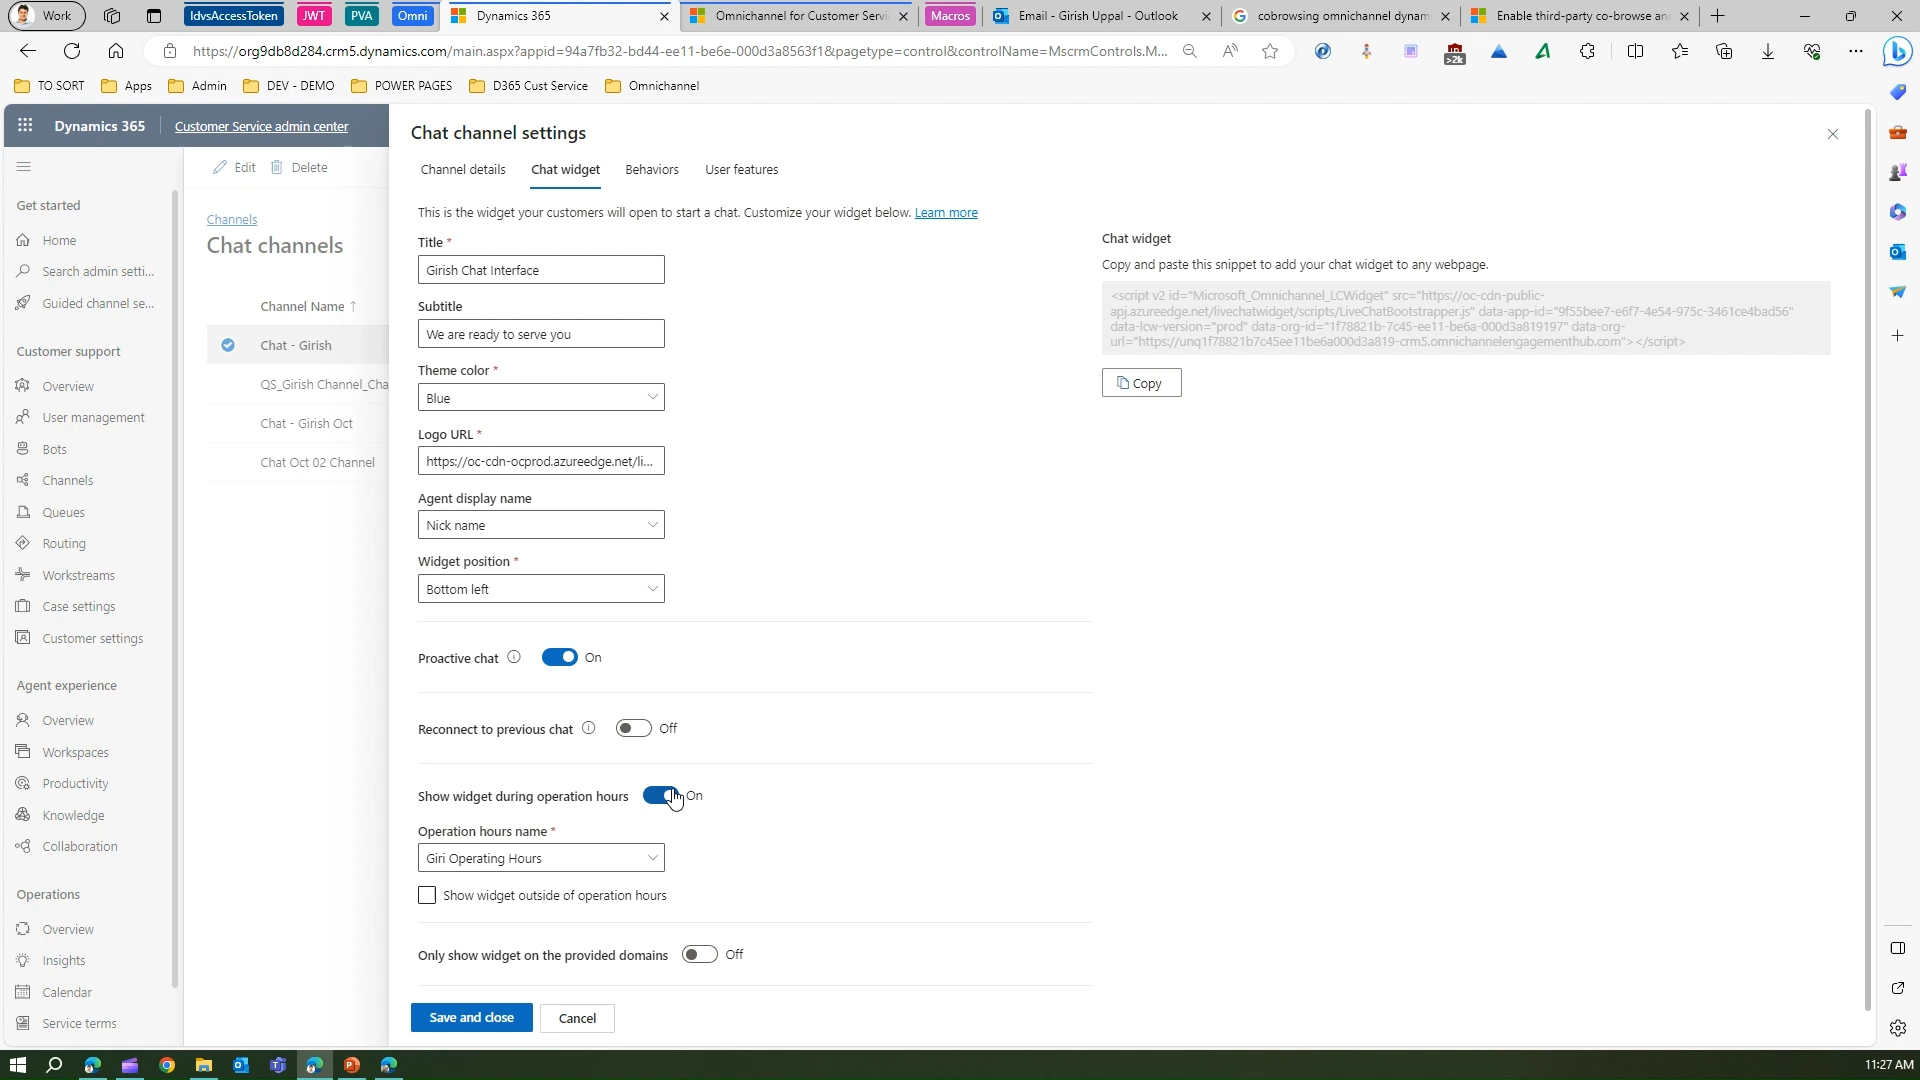 Work
IdvsAccessToken
JWT
PVA
Omni
Dynamics 365
Omnichannel for Customer Servi
Macros
Email - Girish Uppal - Outlook
cobrowsing omnichannel dynam
Enable third-party co-browse an
https://org9db8d284.crm5.dynamics.com/main.aspx?appid=94a7fb32-bd44-ee11-be6e-000d3a8563f1&pagetype=control&controlName=MscrmControls.M...
>2k
TO SORT
Apps
Admin
DEV - DEMO
POWER PAGES
D365 Cust Service
Omnichannel
Dynamics 365
Customer Service admin center
Edit
Delete
Get started
Home
Search admin setti...
Guided channel se...
Customer support
Overview
User management
Bots
Channels
Queues
Routing
Workstreams
Case settings
Customer settings
Agent experience
Overview
Workspaces
Productivity
Knowledge
Collaboration
Operations
Overview
Insights
Calendar
Service terms
Channels
Chat channels
Channel Name ↑
Chat - Girish
QS_Girish Channel_Cha
Chat - Girish Oct
Chat Oct 02 Channel
Chat channel settings
Channel details
Chat widget
Behaviors
User features
This is the widget your customers will open to start a chat. Customize your widget below. Learn more
Title *
Girish Chat Interface
Subtitle
We are ready to serve you
Theme color *
Blue
Logo URL *
https://oc-cdn-ocprod.azureedge.net/li...
Agent display name
Nick name
Widget position *
Bottom left
Proactive chat
On
Reconnect to previous chat
Off
Show widget during operation hours
On
Operation hours name *
Giri Operating Hours
Show widget outside of operation hours
Only show widget on the provided domains
Off
Save and close
Cancel
Chat widget
Copy and paste this snippet to add your chat widget to any webpage.
<script v2 id="Microsoft_Omnichannel_LCWidget" src="https://oc-cdn-public-
apj.azureedge.net/livechatwidget/scripts/LiveChatBootstrapper.js" data-app-id="9f55bee7-e6f7-4e54-975c-3461ce4bad56"
data-lcw-version="prod" data-org-id="1f78821b-7c45-ee11-be6a-000d3a819197" data-org-
url="https://unq1f78821b7c45ee11be6a000d3a819-crm5.omnichannelengagementhub.com"></script>
Copy
11:27 AM